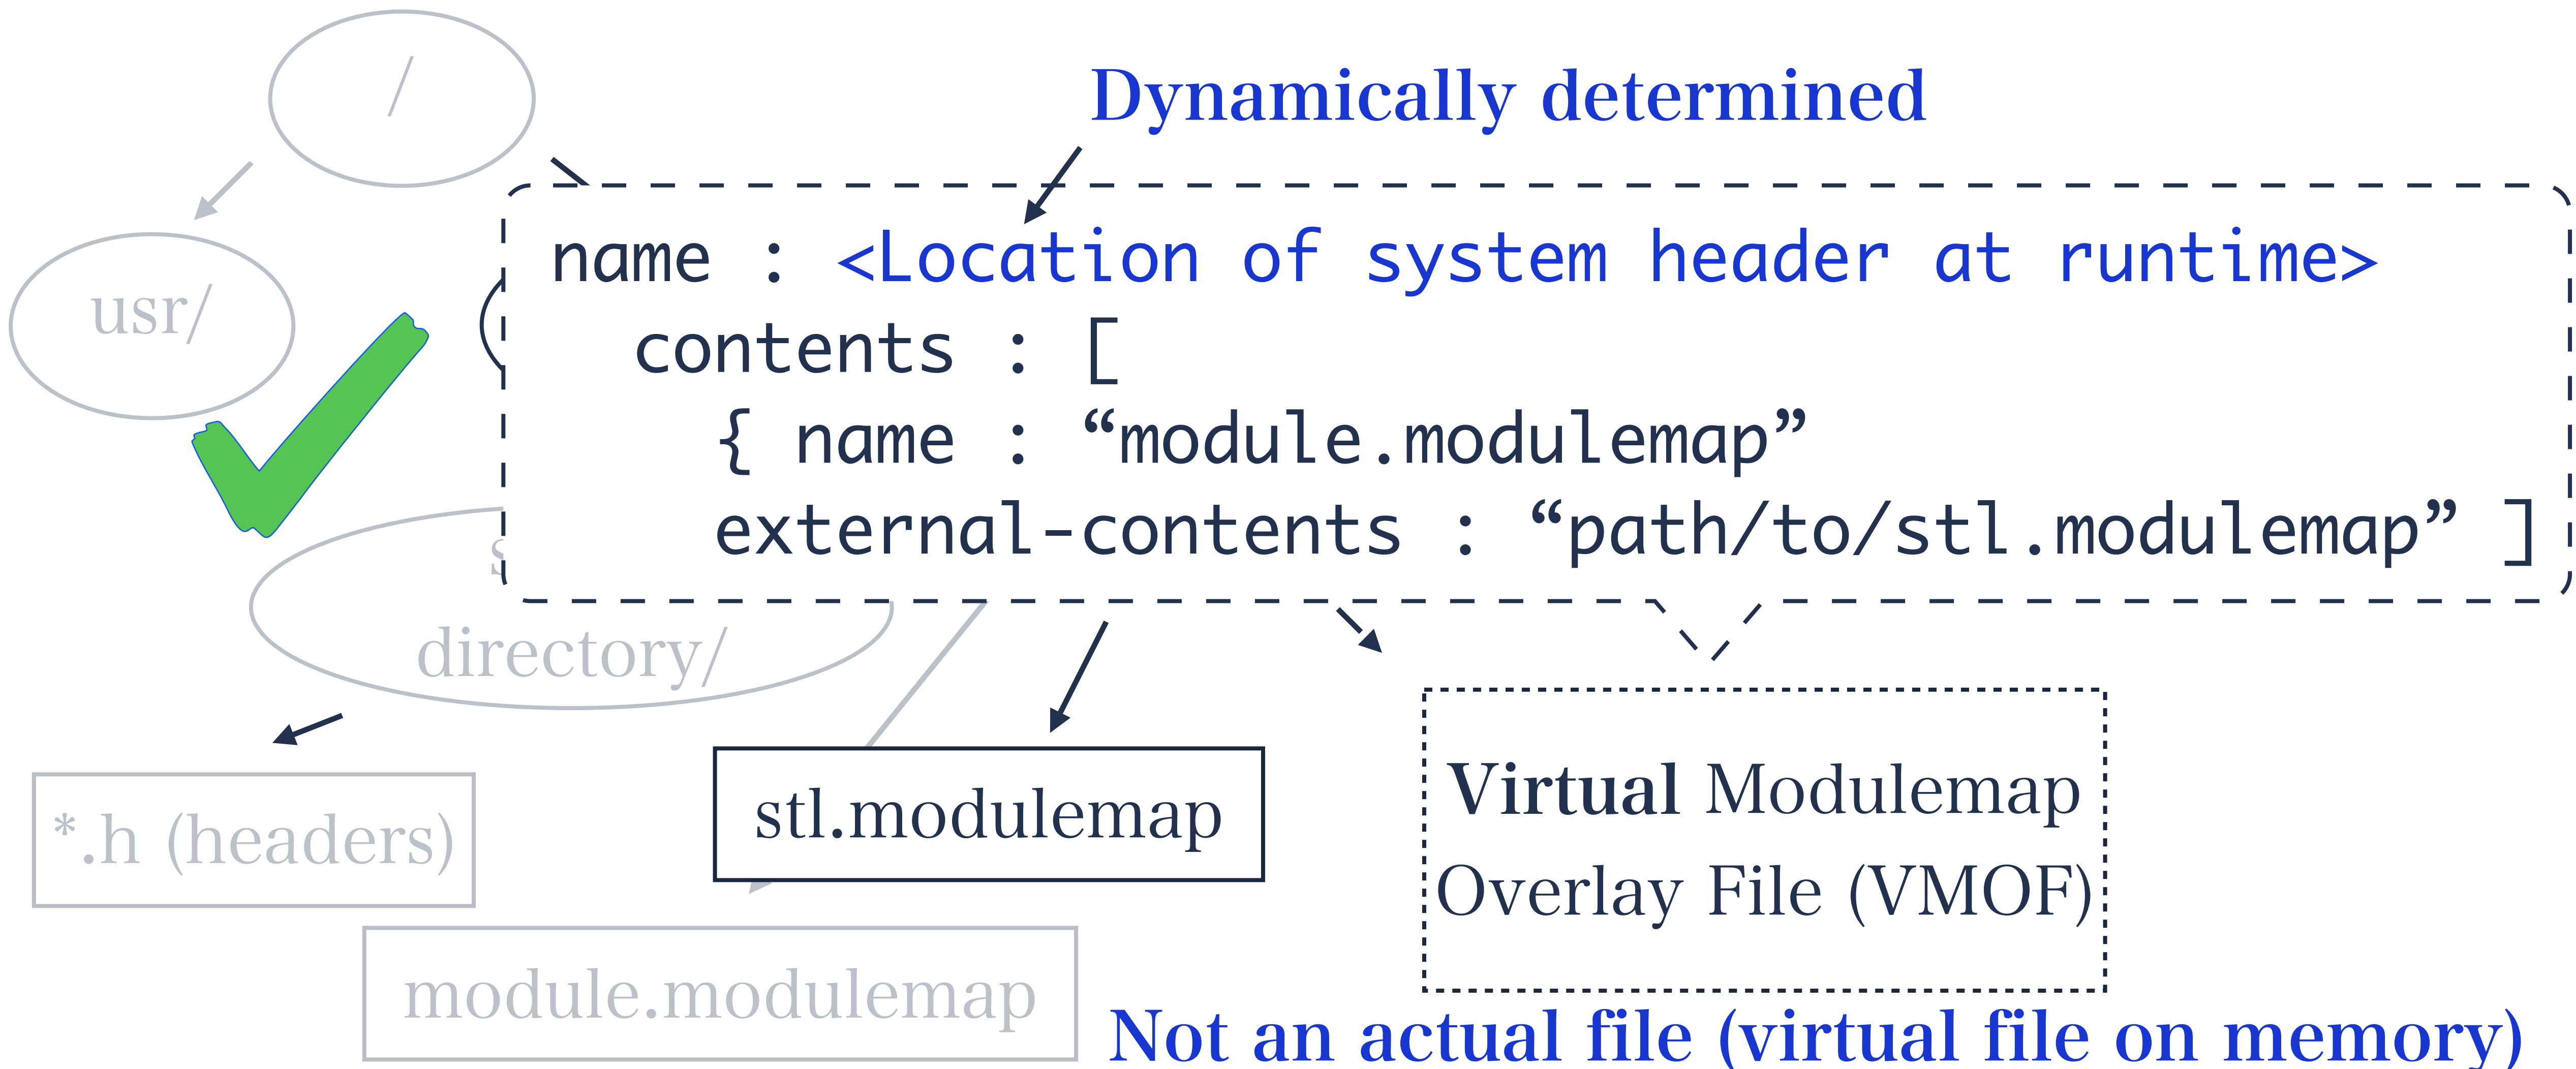 /
Dynamically determined
name : <Location of system header at runtime>
usr/
contents : [
{ name : “module.modulemap”
external-contents : “path/to/stl.modulemap” ]
directory/
stl.modulemap
Virtual Modulemap
Overlay File (VMOF)
*.h (headers)
module.modulemap
Not an actual file (virtual file on memory)